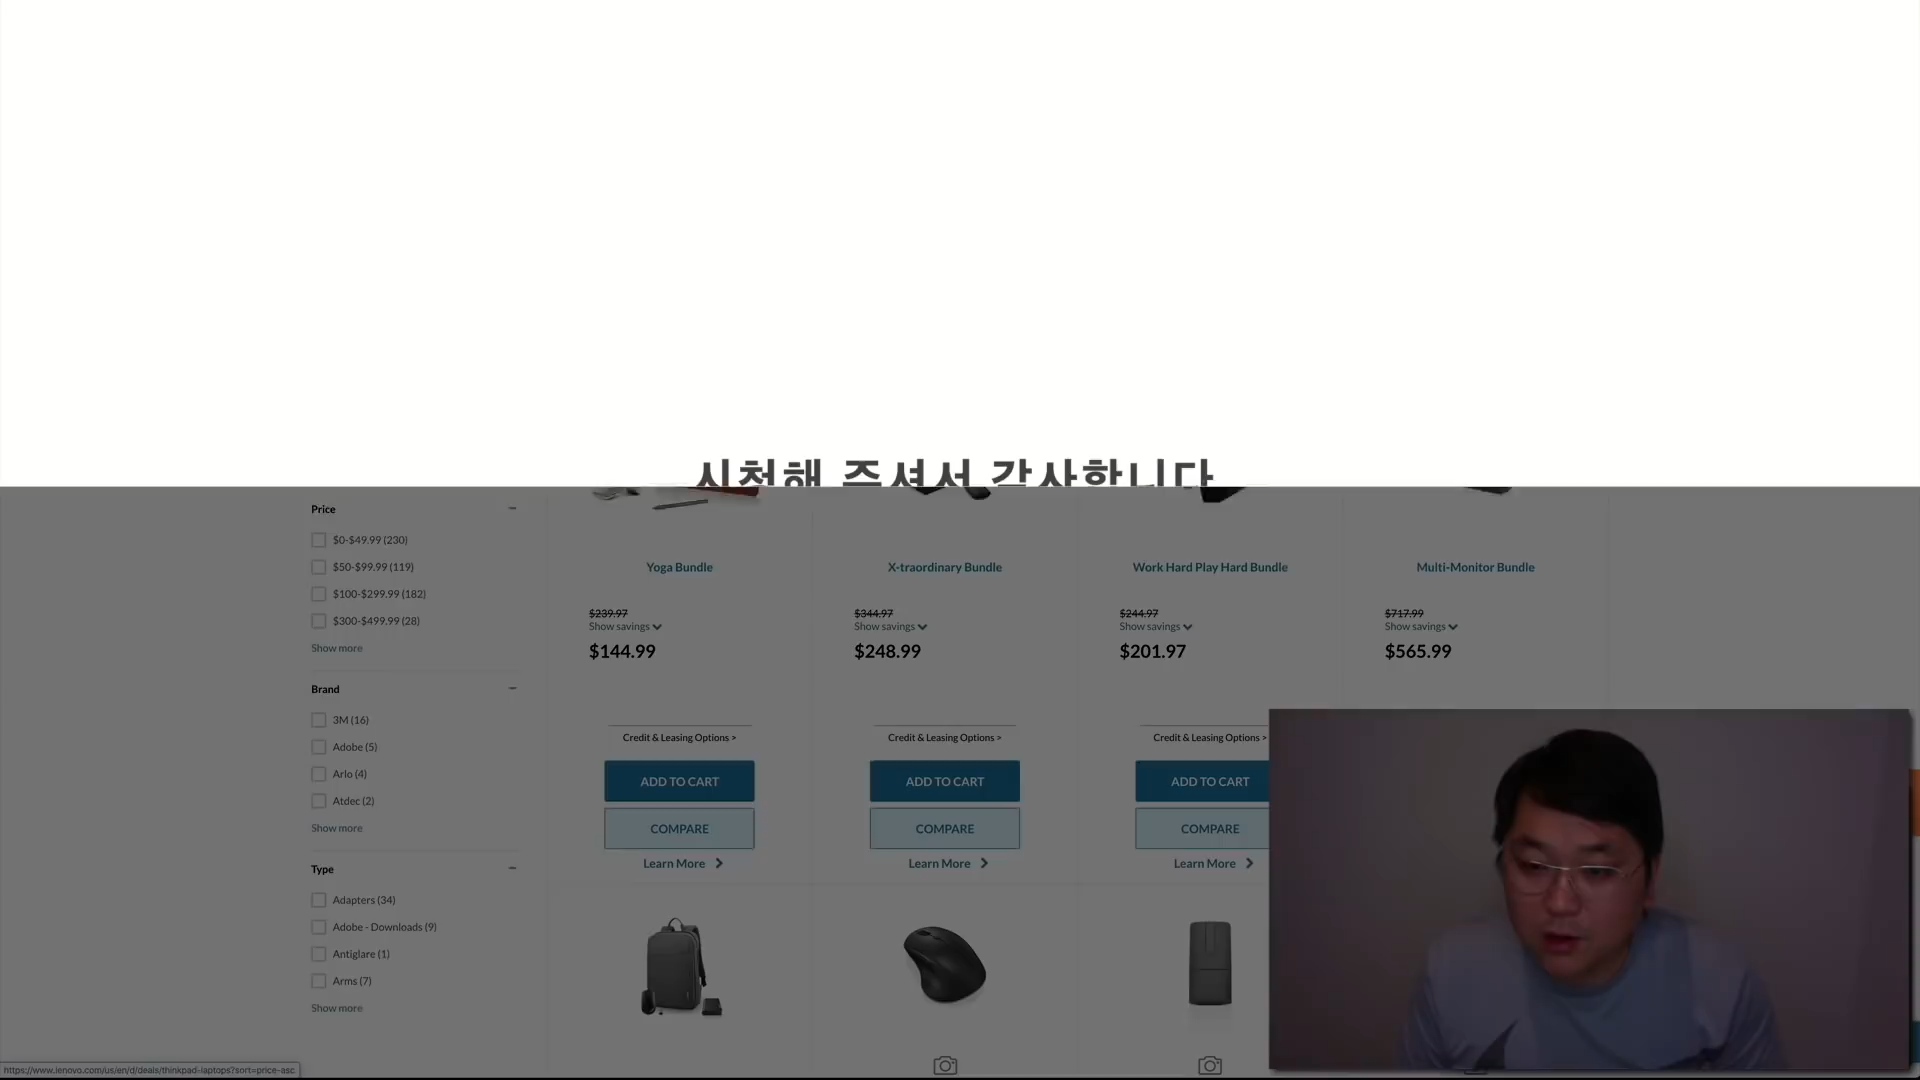 시청해 주셔서 감사합니다
Price
$0-$49.99 (230)
$50-$99.99 (119)
$100-$299.99 (182)
$300-$499.99 (28)
Show more
Brand
3M (16)
Adobe (5)
Arlo (4)
Atdec (2)
Show more
Type
Adapters (34)
Adobe - Downloads (9)
Antiglare (1)
Arms (7)
Show more
Yoga Bundle
$239.97
Show savings
$144.99
Credit & Leasing Options >
ADD TO CART
COMPARE
Learn More
X-traordinary Bundle
$344.97
Show savings
$248.99
Credit & Leasing Options >
ADD TO CART
COMPARE
Learn More
Work Hard Play Hard Bundle
$244.97
Show savings
$201.97
Credit & Leasing Options >
ADD TO CART
COMPARE
Learn More
Multi-Monitor Bundle
$717.99
Show savings
$565.99
https://www.lenovo.com/us/en/d/deals/thinkpad-laptops?sort=price-asc